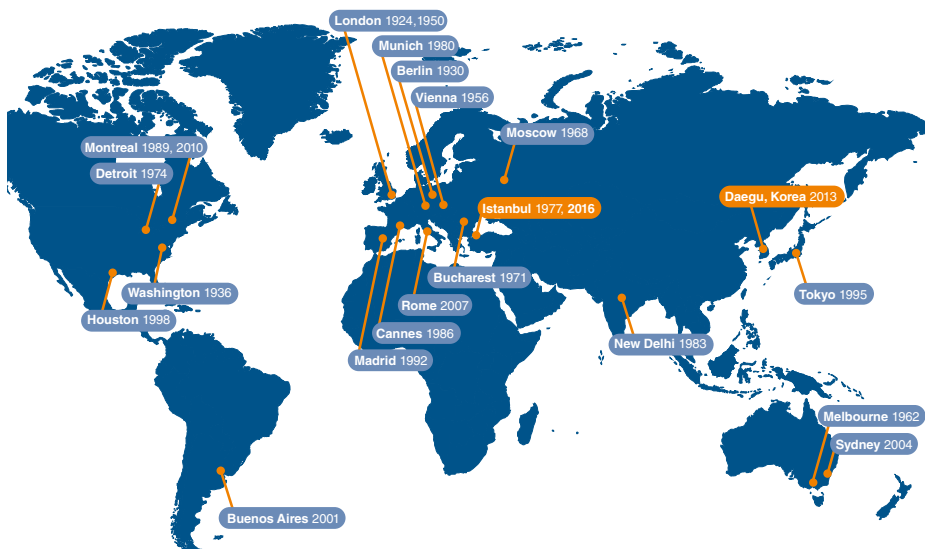 London 1924,1950
Munich 1980
Berlin 1930
Vienna 1956
Moscow 1968
Montreal 1989, 2010
Detroit 1974
Daegu, Korea 2013
Istanbul 1977, 2016
Bucharest 1971
Washington 1936
Tokyo 1995
Rome 2007
Houston 1998
Cannes 1986
New Delhi 1983
Madrid 1992
Melbourne 1962
Sydney 2004
Buenos Aires 2001